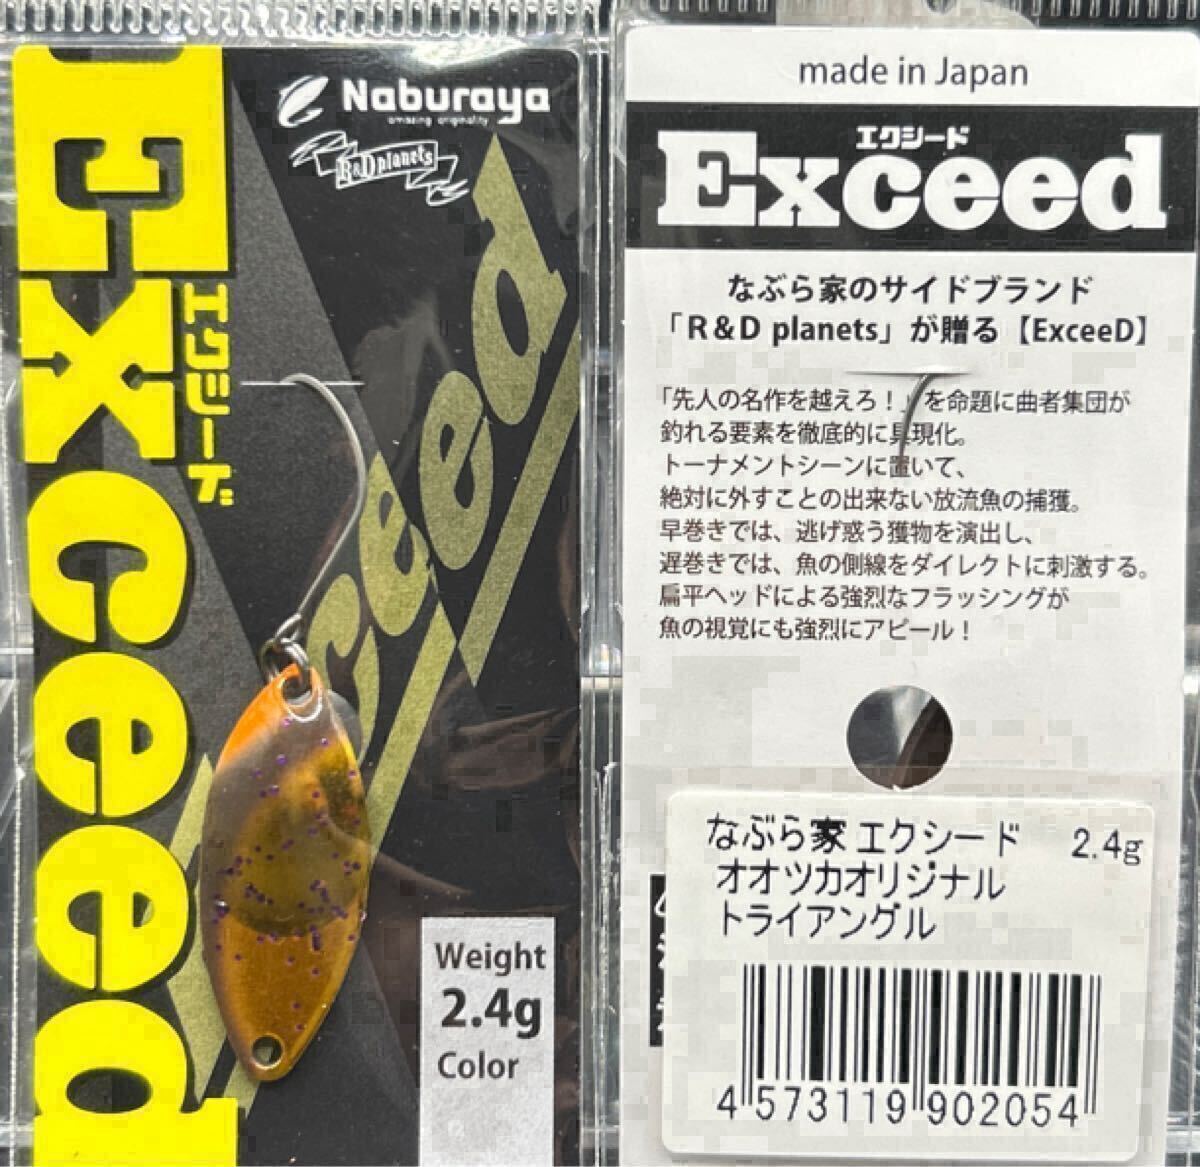 Exceed
エクシード
Naburaya
amazing originality
R&D planets
Exceed
Weight
2.4g
Color
made in Japan
エクシード
Exceed
なぶら家のサイドブランド
「R&D planets」が贈る【ExceeD】
「先人の名作を越えろ！」を命題に曲者集団が
釣れる要素を徹底的に具現化。
トーナメントシーンに置いて、
絶対に外すことの出来ない放流魚の捕獲。
早巻きでは、逃げ惑う獲物を演出し、
遅巻きでは、魚の側線をダイレクトに刺激する。
扁平ヘッドによる強烈なフラッシングが
魚の視覚にも強烈にアピール！
なぶら家 エクシード 2.4g
オオツカオリジナル
トライアングル
4 573119 902054